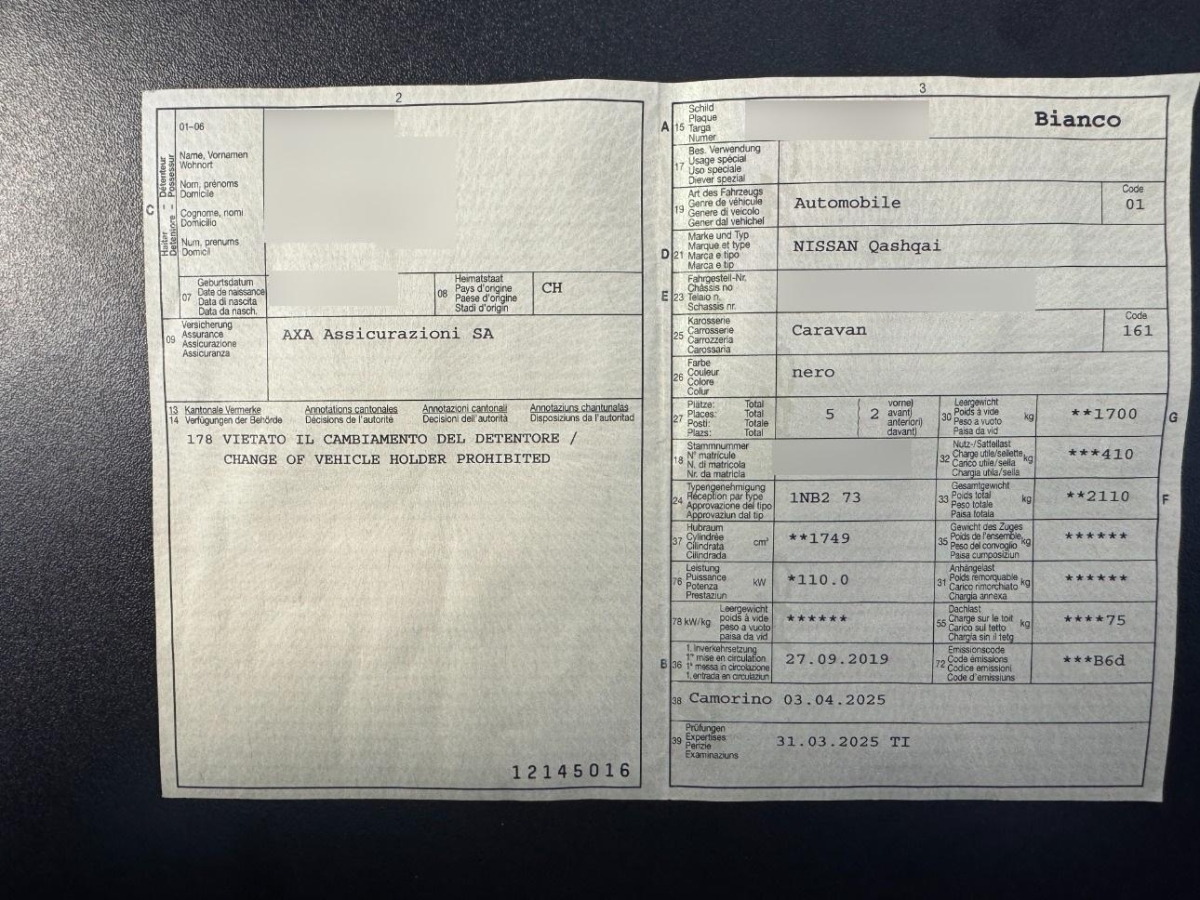 2
01-06
Name, Vornamen
Wohnort
Nom, prénoms
Domicile
Cognome, nomi
Domicilio
Num, prenums
Domicil
C
Halter – Détenteur
Detentore – Possessur
07
Geburtsdatum
Date de naissance
Data di nascita
Data da nasch.
08
Heimatstaat
Pays d'origine
Paese d'origine
Stadi d'origin
CH
09
Versicherung
Assurance
Assicurazione
Assicuranza
AXA Assicurazioni SA
13 Kantonale Vermerke
14 Verfügungen der Behörde
Annotations cantonales
Décisions de l'autorité
Annotazioni cantonali
Decisioni dell'autorità
Annotaziuns chantunalas
Disposiziuns da l'autoritad
178 VIETATO IL CAMBIAMENTO DEL DETENTORE /
CHANGE OF VEHICLE HOLDER PROHIBITED
12145016
3
A 15
Schild
Plaque
Targa
Numer
Bianco
17
Bes. Verwendung
Usage spécial
Uso speciale
Diever spezial
19
Art des Fahrzeugs
Genre de véhicule
Genere di veicolo
Gener dal vehichel
Automobile
Code
01
D 21
Marke und Typ
Marque et type
Marca e tipo
Marca e tip
NISSAN Qashqai
E 23
Fahrgestell-Nr.
Châssis no
Telaio n.
Schassis nr.
25
Karosserie
Carrosserie
Carrozzeria
Carossaria
Caravan
Code
161
26
Farbe
Couleur
Colore
Colur
nero
27
Plätze: Total
Places: Total
Posti: Totale
Plazs: Total
5
2
vorne)
avant)
anteriori)
davant)
30
Leergewicht
Poids à vide
Peso a vuoto
Paisa da vid
kg
**1700
G
18
Stammnummer
N° matricule
N. di matricola
Nr. da matricla
32
Nutz-/Sattellast
Charge utile/sellette
Carico utile/sella
Chargia utila/sella
kg
***410
24
Typengenehmigung
Réception par type
Approvazione del tipo
Approvaziun dal tip
1NB2 73
33
Gesamtgewicht
Poids total
Peso totale
Paisa totala
kg
**2110
F
37
Hubraum
Cylindrée
Cilindrata
Cilindrada
cm³
**1749
35
Gewicht des Zuges
Poids de l'ensemble
Peso del convoglio
Paisa cumposiziun
kg
******
76
Leistung
Puissance
Potenza
Prestaziun
kW
*110.0
31
Anhängelast
Poids remorquable
Carico rimorchiato
Chargia annexa
kg
******
78 kW/kg
Leergewicht
poids à vide
peso a vuoto
paisa da vid
******
55
Dachlast
Charge sur le toit
Carico sul tetto
Chargia sin il tetg
kg
****75
B 36
1. Inverkehrsetzung
1re mise en circulation
1a messa in circolazione
1. entrada en circulaziun
27.09.2019
72
Emissionscode
Code émissions
Codice emissioni
Code d'emissiuns
***B6d
38 Camorino 03.04.2025
39
Prüfungen
Expertises
Perizie
Examinaziuns
31.03.2025 TI